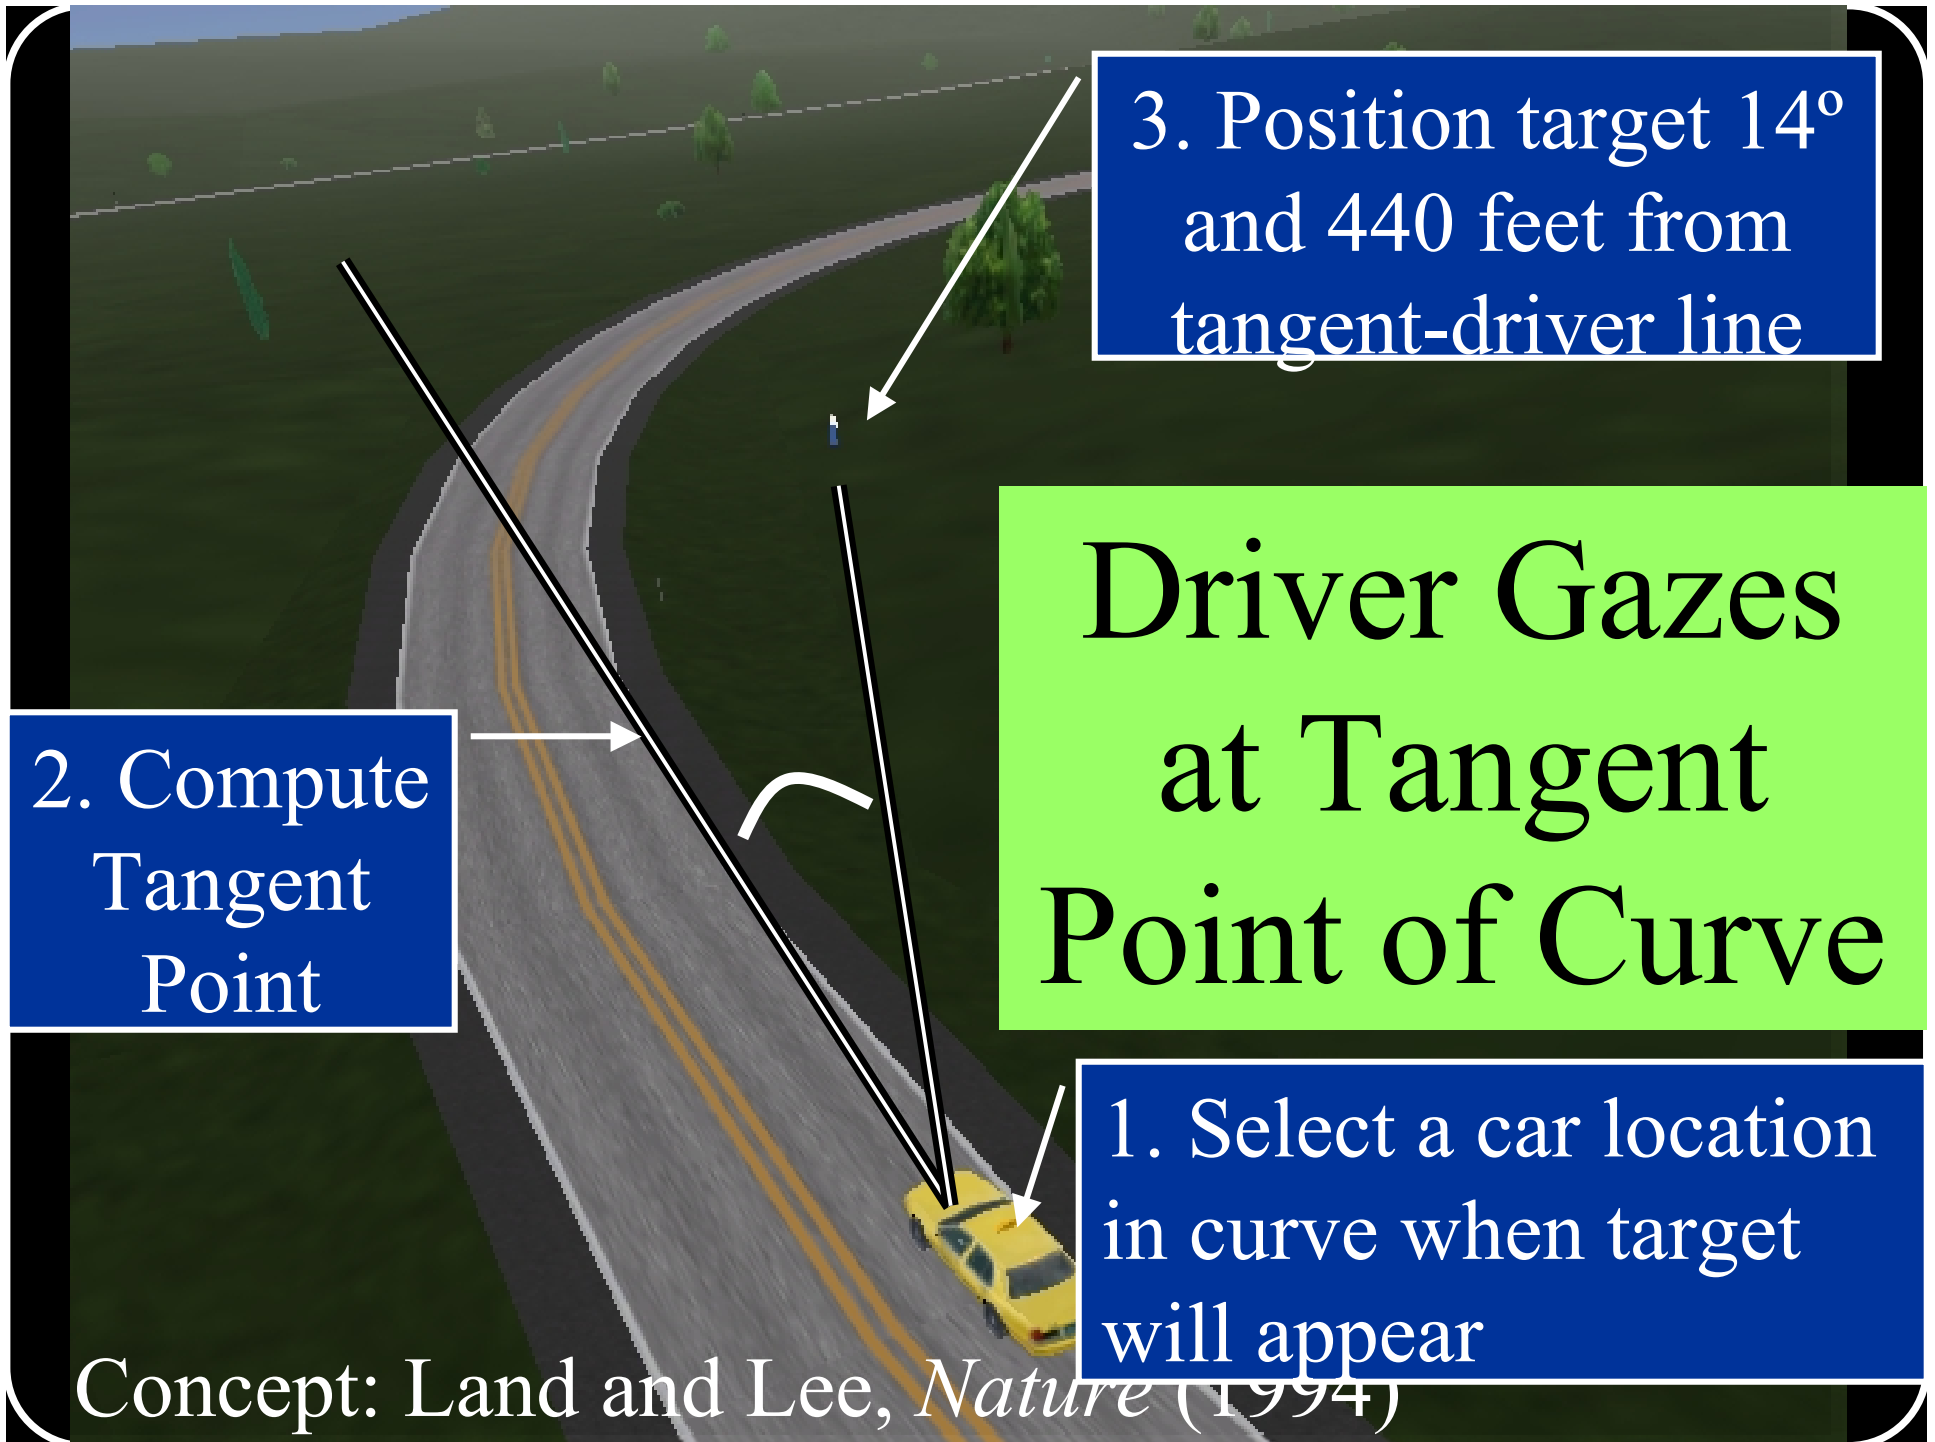 3. Position target 14º
and 440 feet from
tangent-driver line
Driver Gazes
at Tangent
Point of Curve
2. Compute
Tangent
Point
1. Select a car location
in curve when target
will appear
Concept: Land and Lee, Nature (1994)